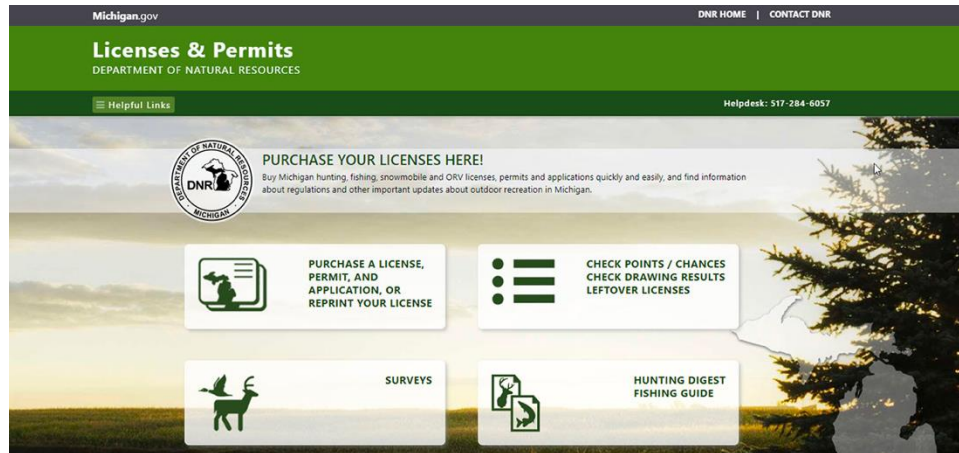 Michigan.gov
DNR HOME | CONTACT DNR
Licenses & Permits
DEPARTMENT OF NATURAL RESOURCES
Helpful Links
Helpdesk: 517-284-6057
DEPARTMENT OF NATURAL RESOURCES
DNR
MICHIGAN
PURCHASE YOUR LICENSES HERE!
Buy Michigan hunting, fishing, snowmobile and ORV licenses, permits and applications quickly and easily, and find information
about regulations and other important updates about outdoor recreation in Michigan.
PURCHASE A LICENSE,
PERMIT, AND
APPLICATION, OR
REPRINT YOUR LICENSE
CHECK POINTS / CHANCES
CHECK DRAWING RESULTS
LEFTOVER LICENSES
SURVEYS
HUNTING DIGEST
FISHING GUIDE